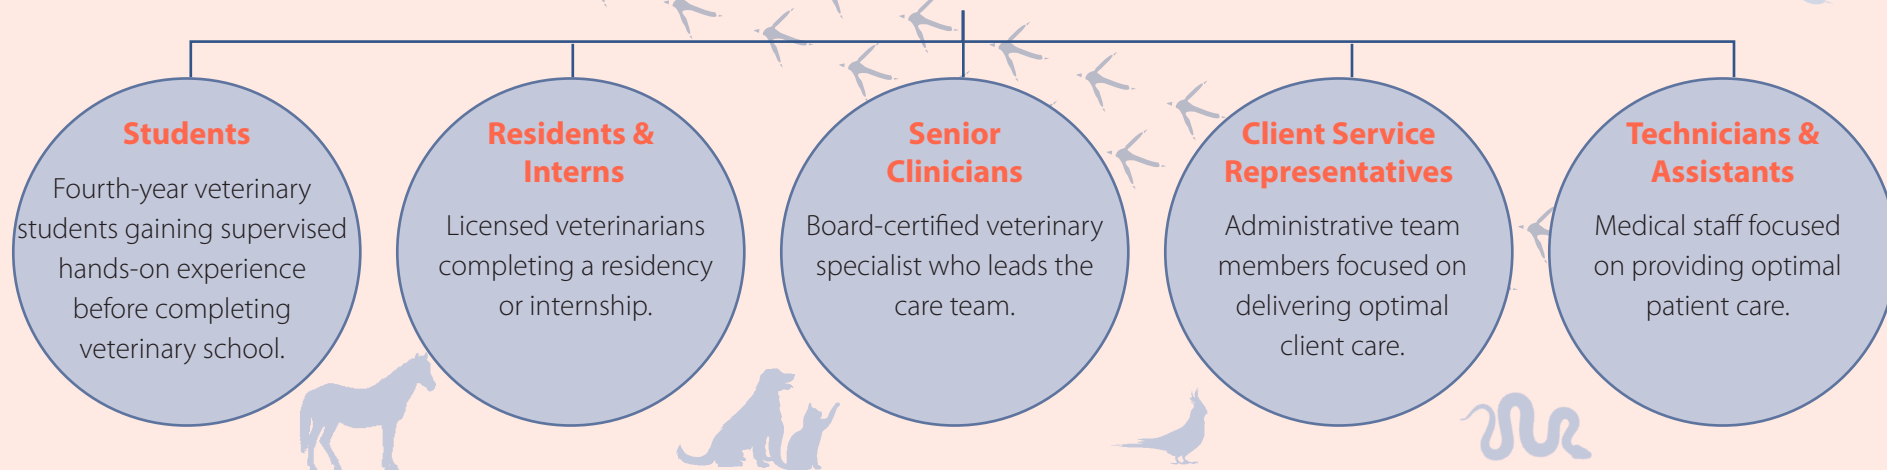 Students
Fourth-year veterinary
students gaining supervised
hands-on experience
before completing
veterinary school.
Residents &
Interns
Licensed veterinarians
completing a residency
or internship.
Senior
Clinicians
Board-certified veterinary
specialist who leads the
care team.
Client Service
Representatives
Administrative team
members focused on
delivering optimal
client care.
Technicians &
Assistants
Medical staff focused
on providing optimal
patient care.